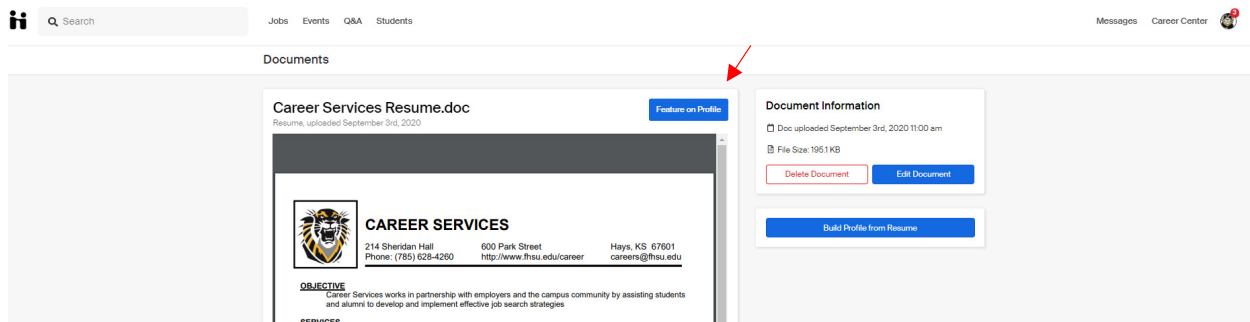 Search
Jobs Events Q&A Students
Messages Career Center
3
Documents
Career Services Resume.doc
Feature on Profile
Resume, uploaded September 3rd, 2020
CAREER SERVICES
214 Sheridan Hall 600 Park Street Hays, KS 67601
Phone: (785) 628-4260 http://www.fhsu.edu/career careers@fhsu.edu
OBJECTIVE
Career Services works in partnership with employers and the campus community by assisting students
and alumni to develop and implement effective job search strategies
SERVICES
Document Information
Doc uploaded September 3rd, 2020 11:00 am
File Size: 195.1 KB
Delete Document Edit Document
Build Profile from Resume